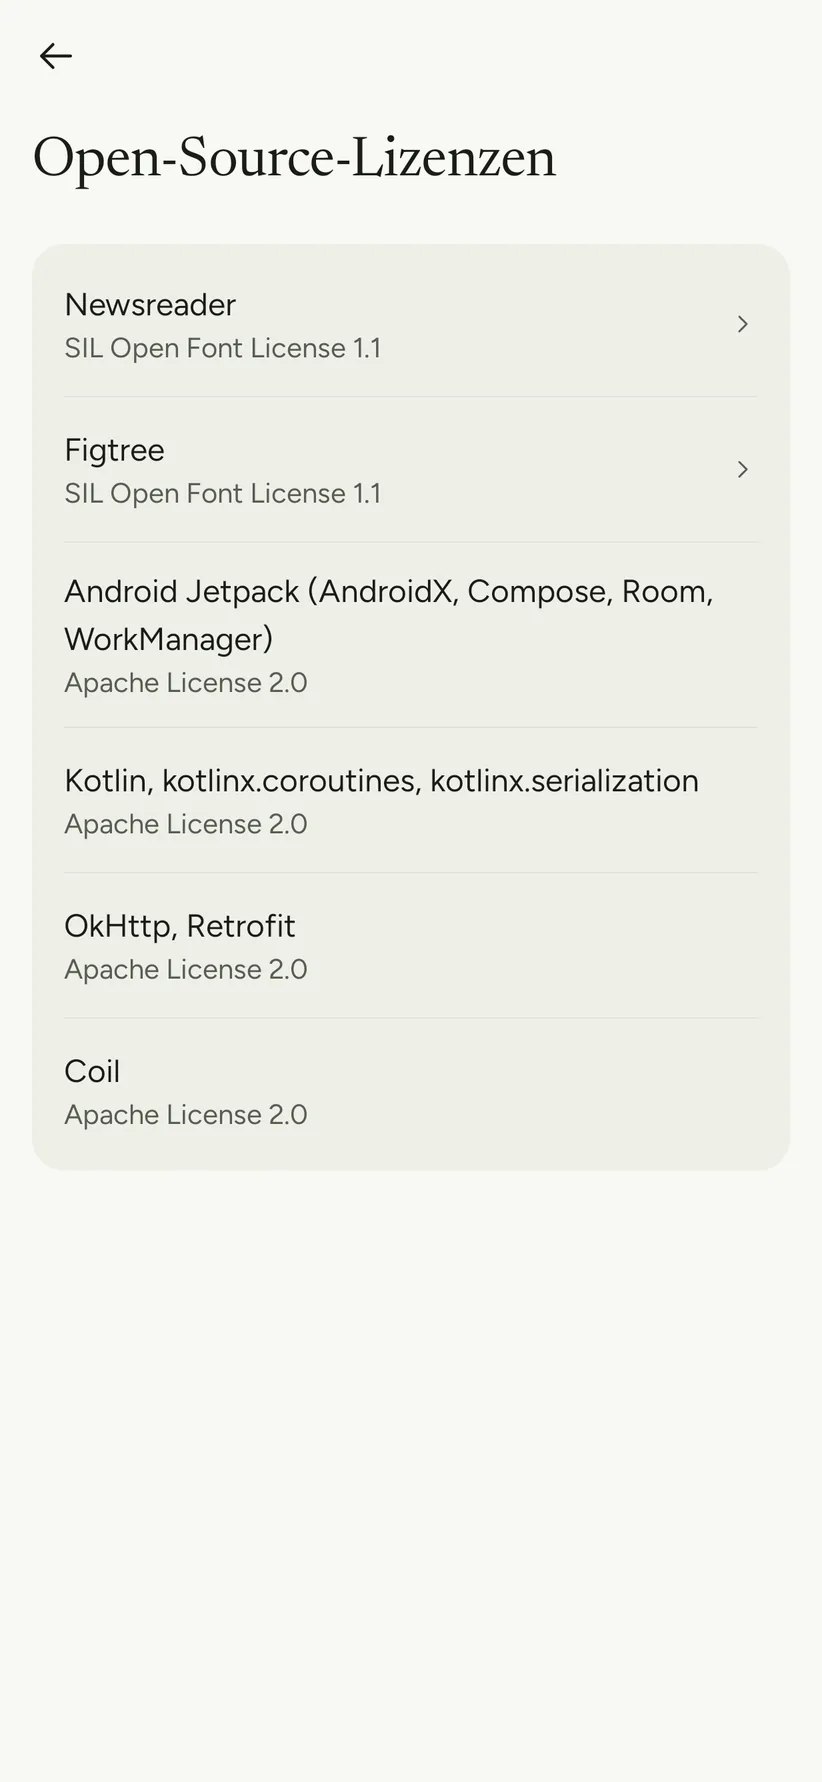 Open-Source-Lizenzen
Newsreader
SIL Open Font License 1.1
Figtree
SIL Open Font License 1.1
Android Jetpack (AndroidX, Compose, Room,
WorkManager)
Apache License 2.0
Kotlin, kotlinx.coroutines, kotlinx.serialization
Apache License 2.0
OkHttp, Retrofit
Apache License 2.0
Coil
Apache License 2.0